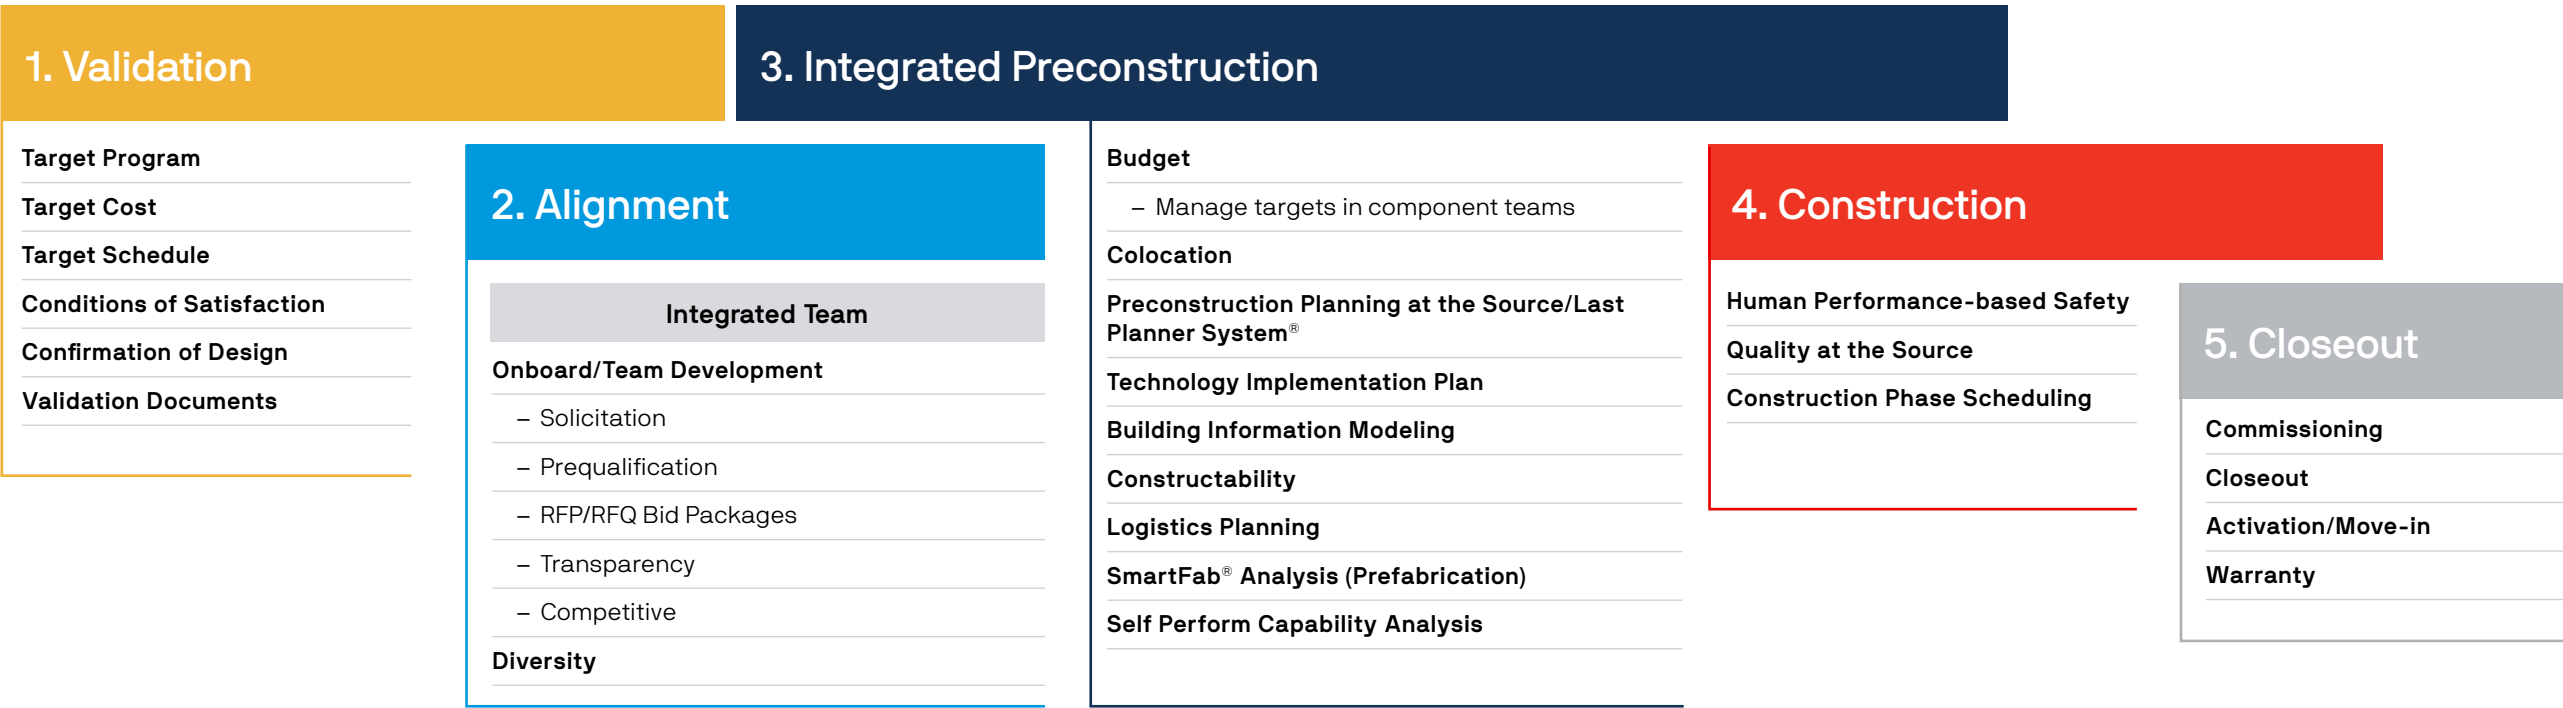 1. Validation
Target Program
Target Cost
Target Schedule
Conditions of Satisfaction
Confirmation of Design
Validation Documents
2. Alignment
Integrated Team
Onboard/Team Development
– Solicitation
– Prequalification
– RFP/RFQ Bid Packages
– Transparency
– Competitive
Diversity
3. Integrated Preconstruction
Budget
– Manage targets in component teams
Colocation
Preconstruction Planning at the Source/Last
Planner System®
Technology Implementation Plan
Building Information Modeling
Constructability
Logistics Planning
SmartFab® Analysis (Prefabrication)
Self Perform Capability Analysis
4. Construction
Human Performance-based Safety
Quality at the Source
Construction Phase Scheduling
5. Closeout
Commissioning
Closeout
Activation/Move-in
Warranty